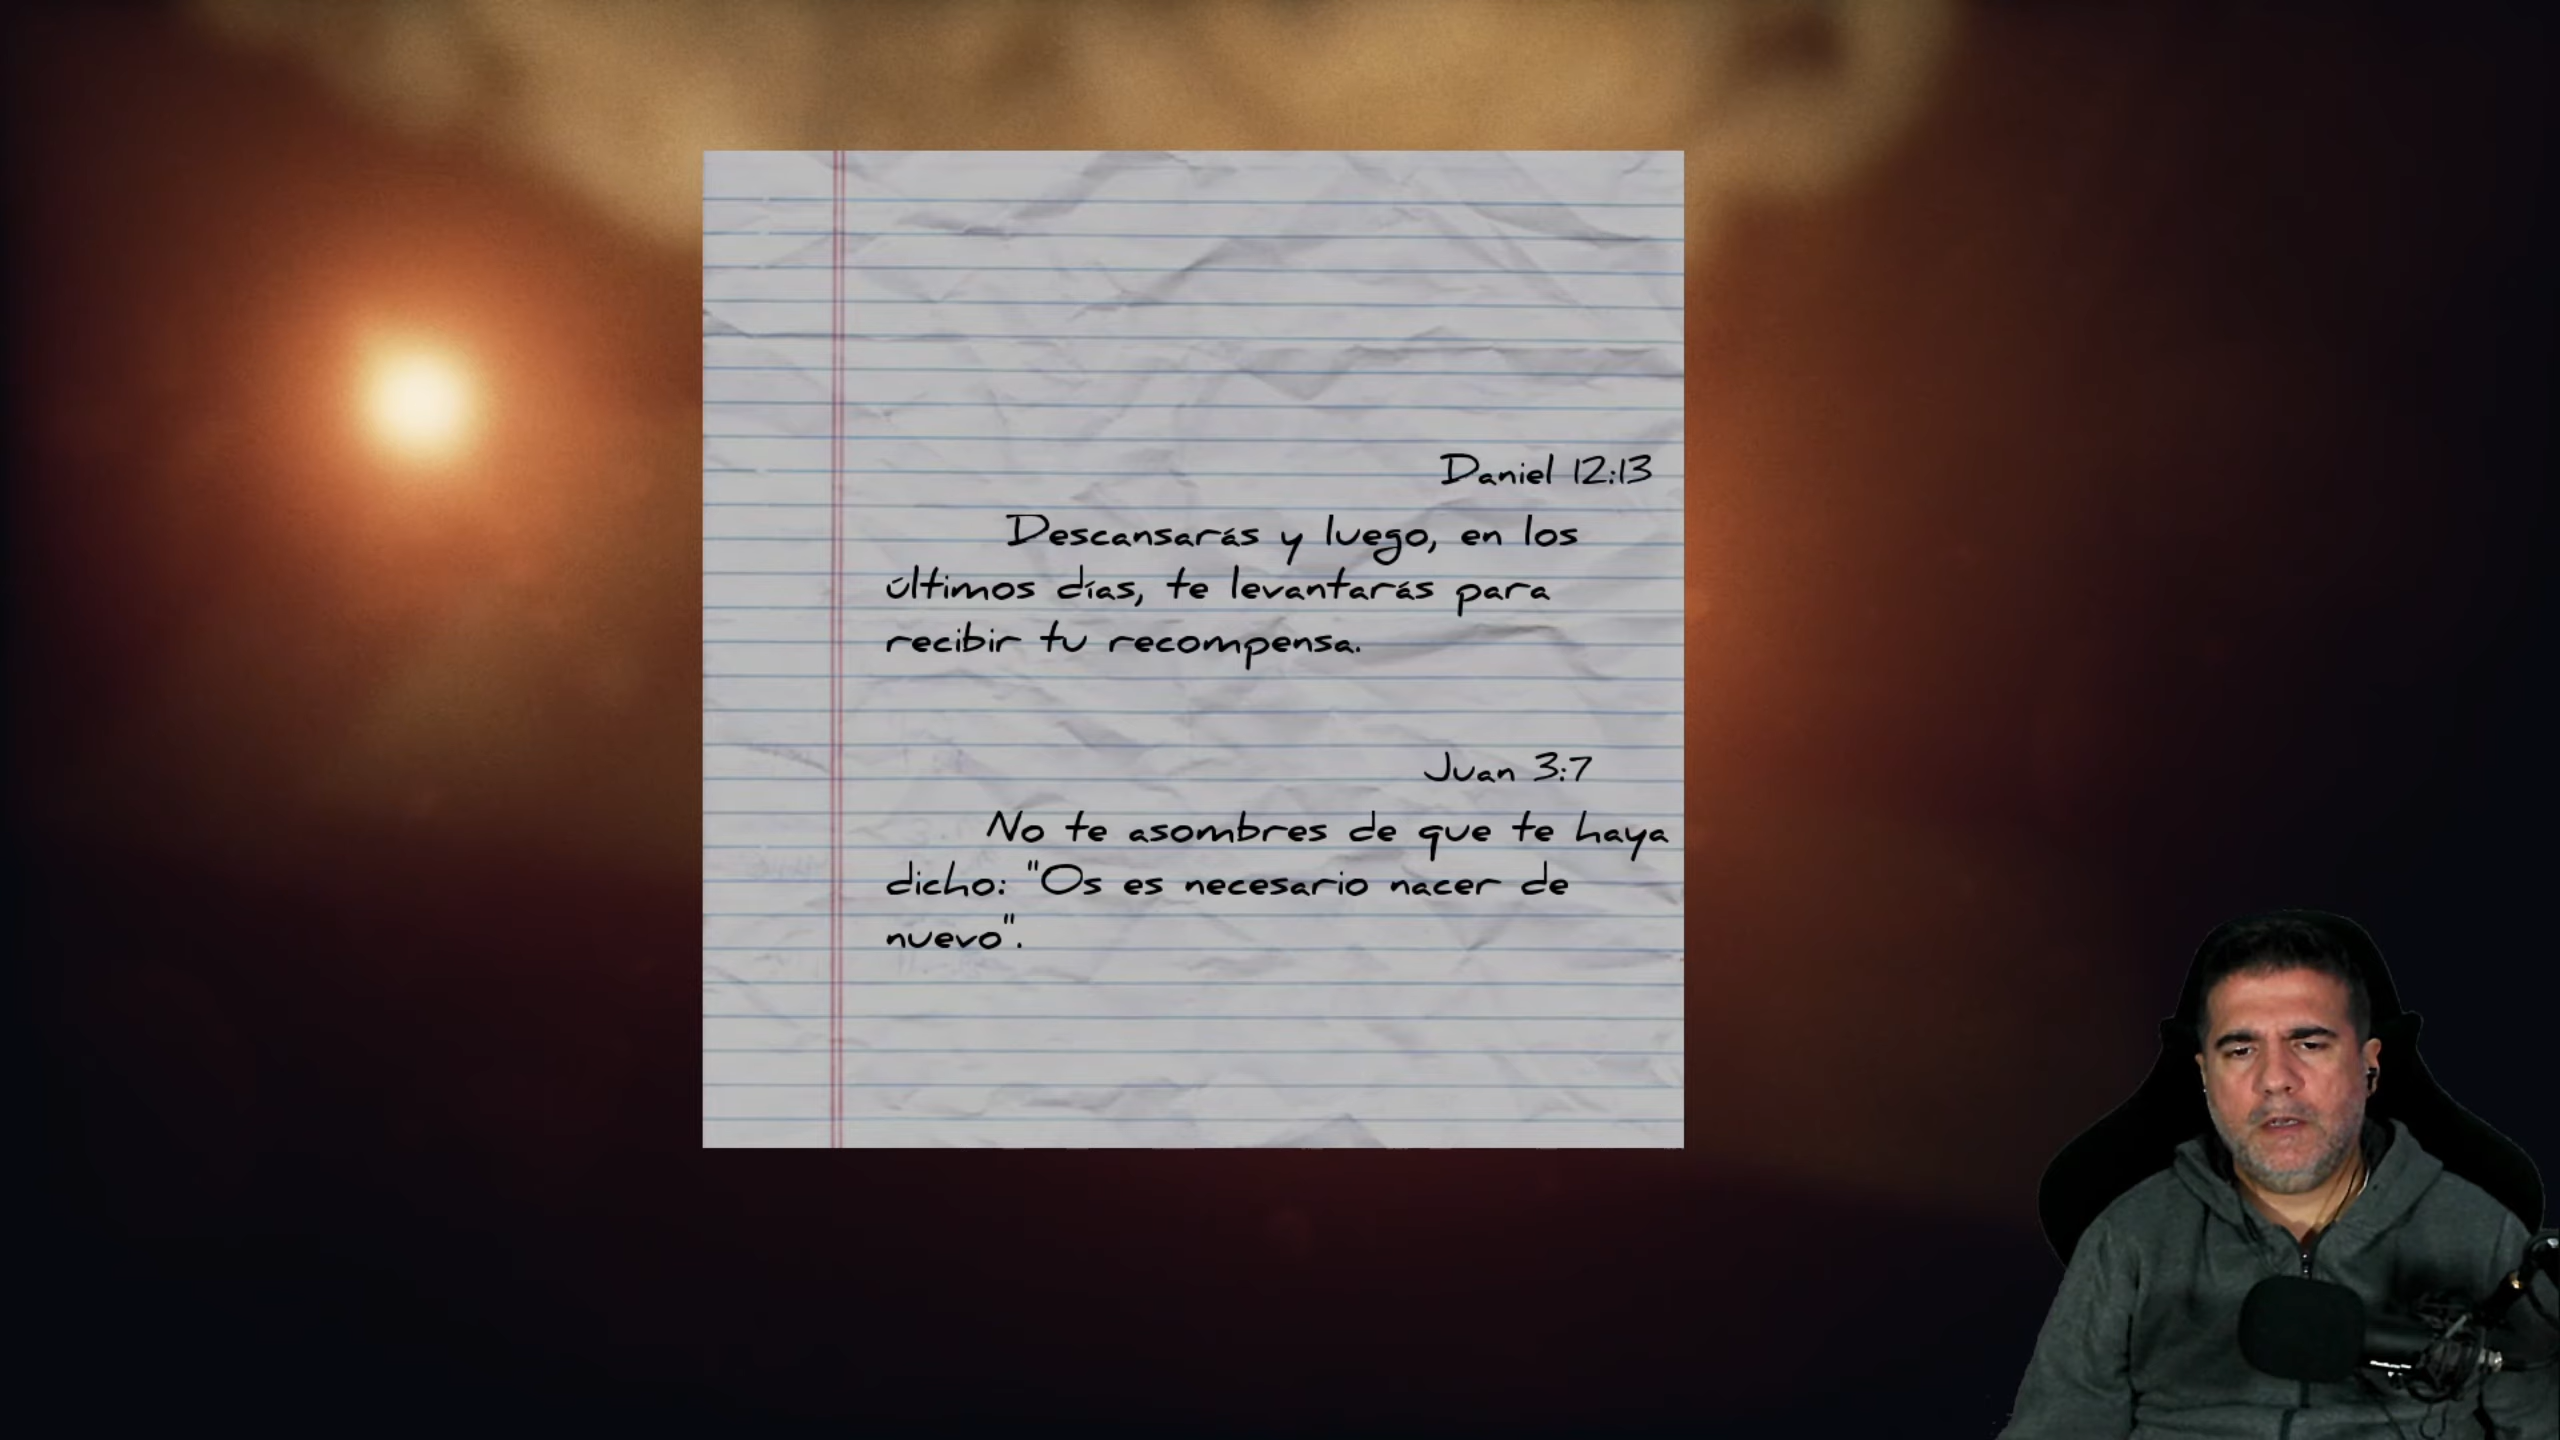 Daniel 12:13
Descansarás y luego, en los
últimos días, te levantarás para
recibir tu recompensa.
Juan 3:7
No te asombres de que te haya
dicho: "Os es necesario nacer de
nuevo".